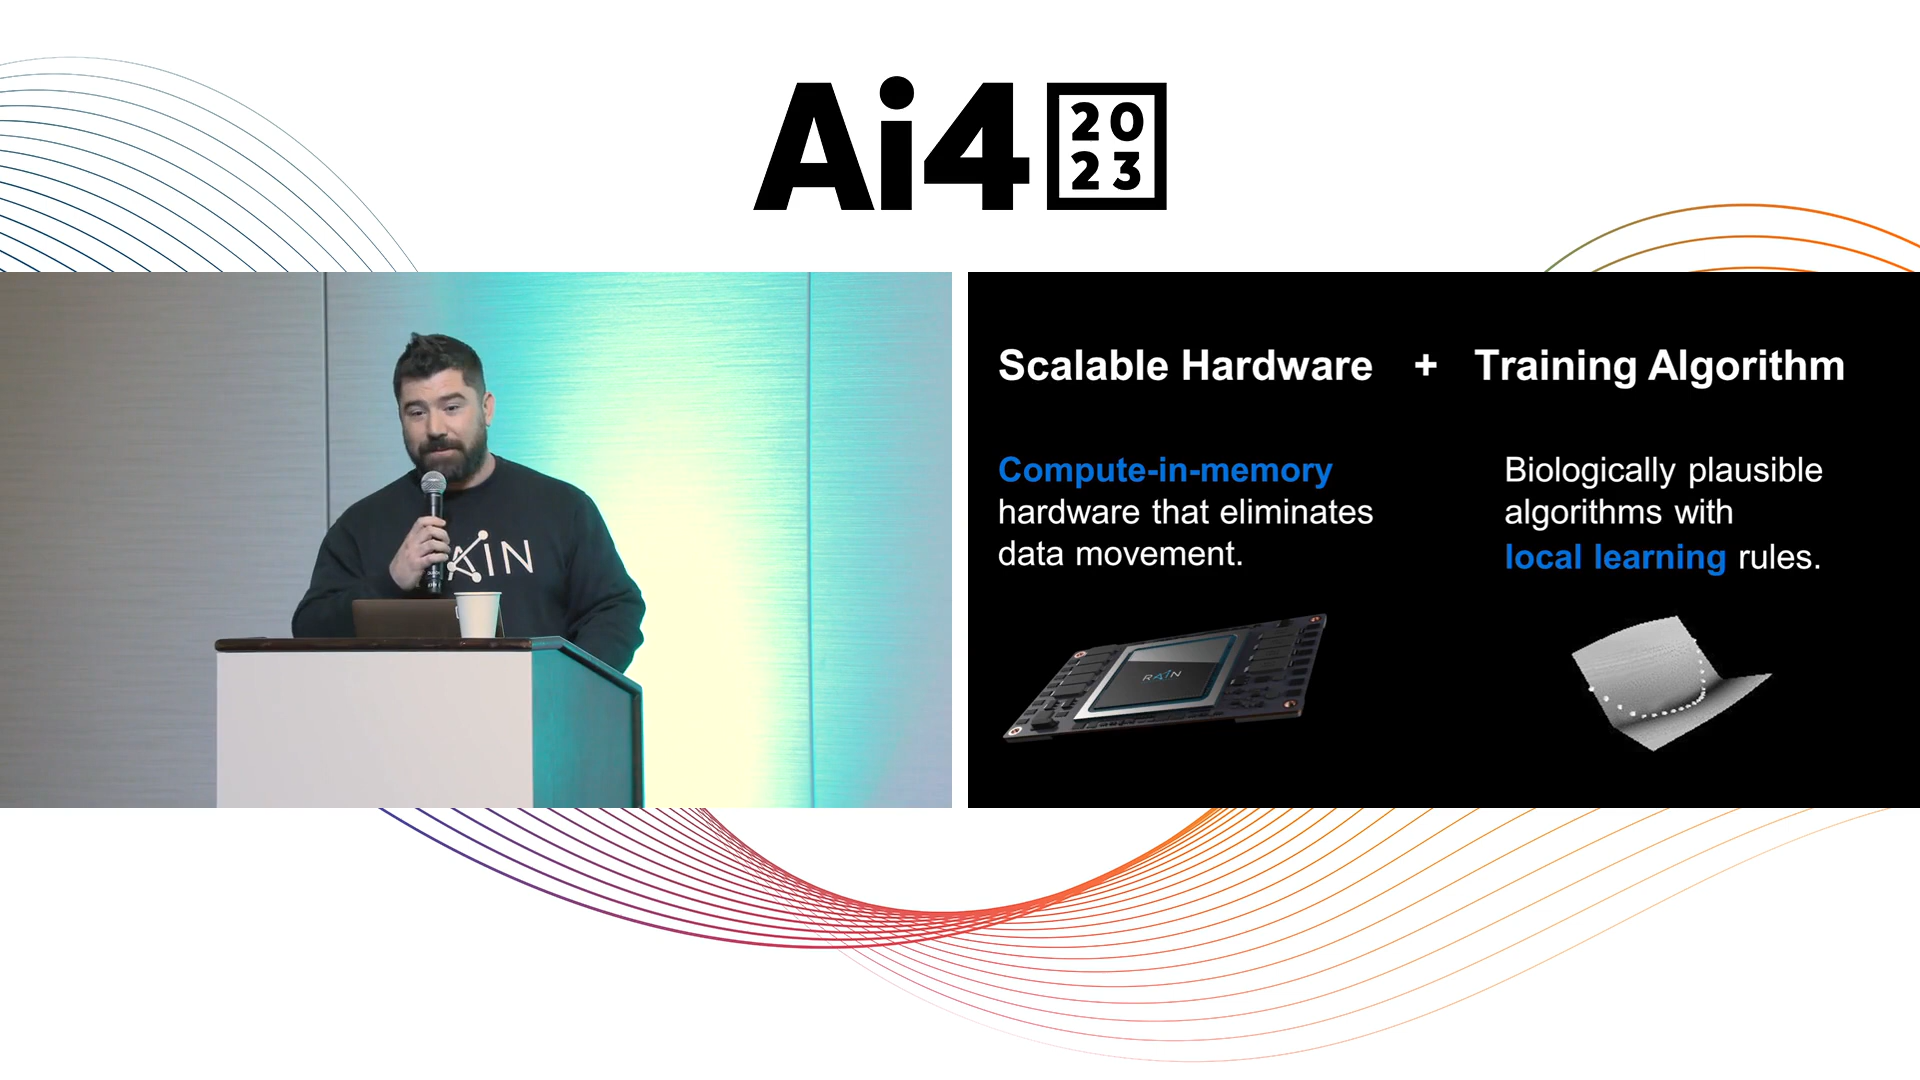 Ai4
20
23
RAIN
Scalable Hardware + Training Algorithm
Compute-in-memory
hardware that eliminates
data movement.
Biologically plausible
algorithms with
local learning rules.
RAIN